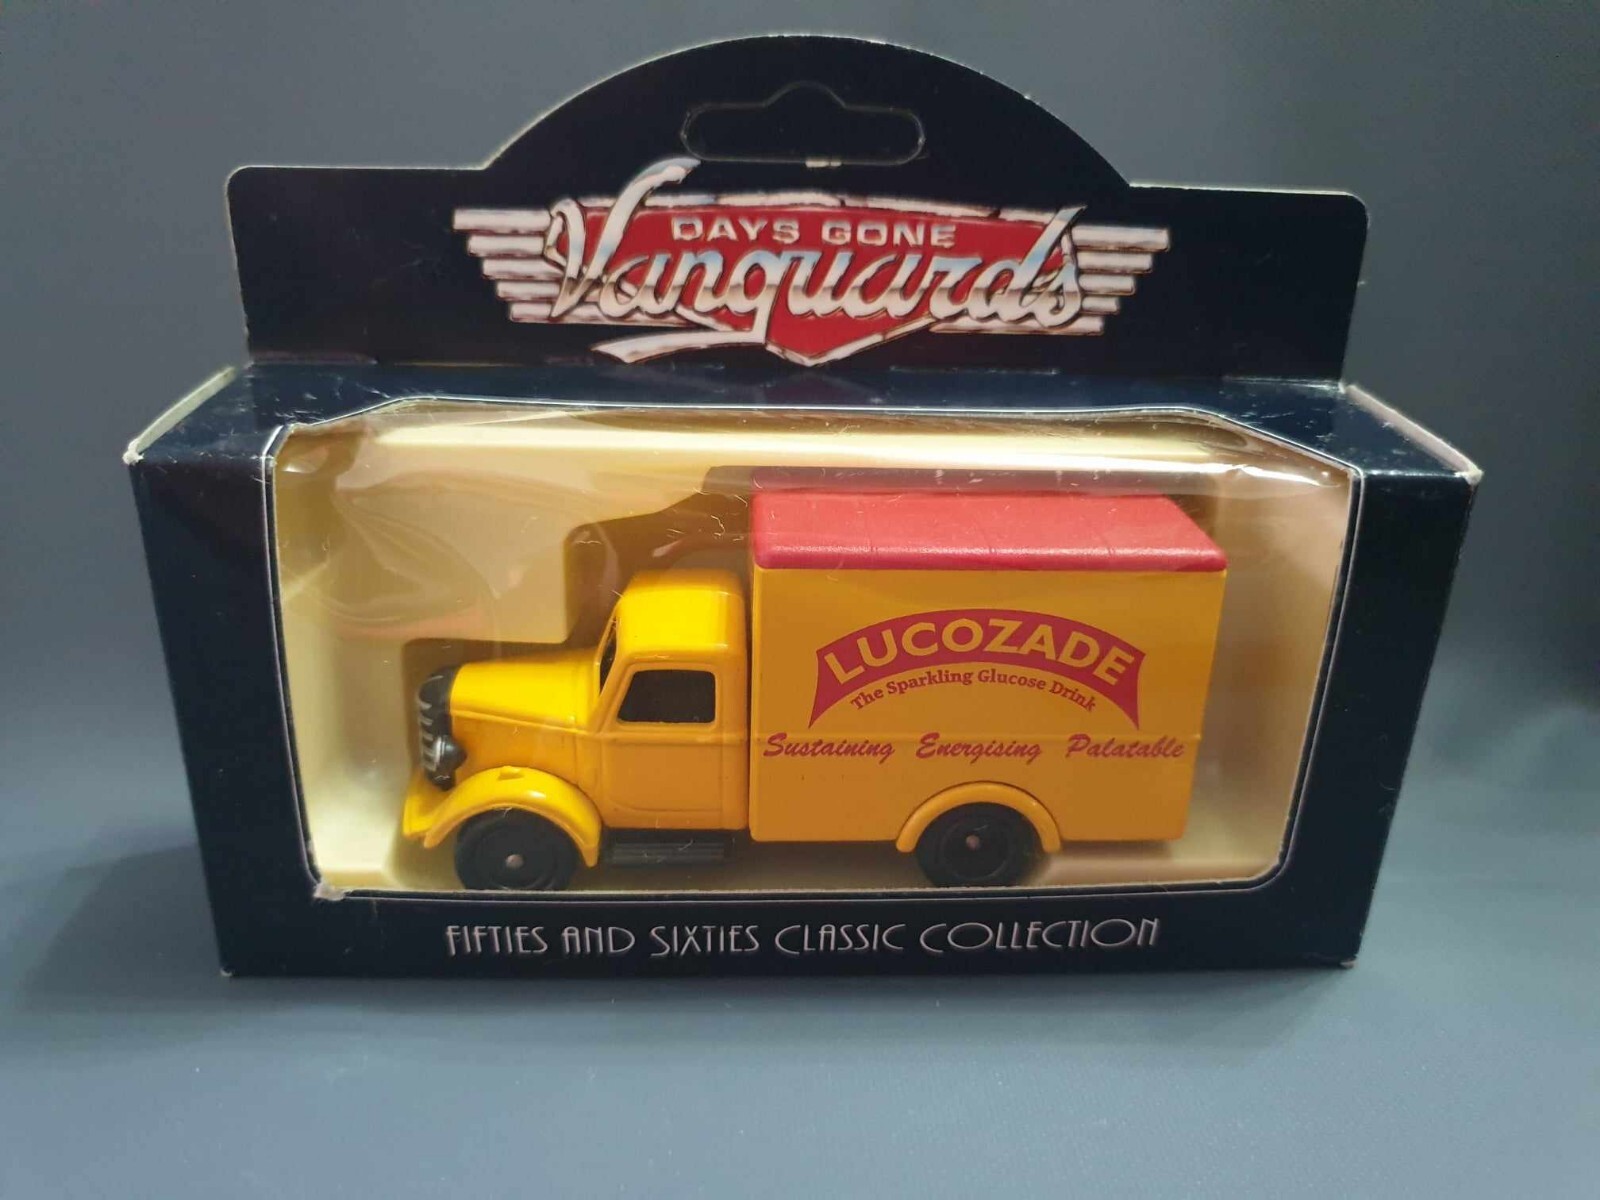 DAYS GONE
Vanguards
LUCOZADE
The Sparkling Glucose Drink
Sustaining Energising Palatable
FIFTIES AND SIXTIES CLASSIC COLLECTION